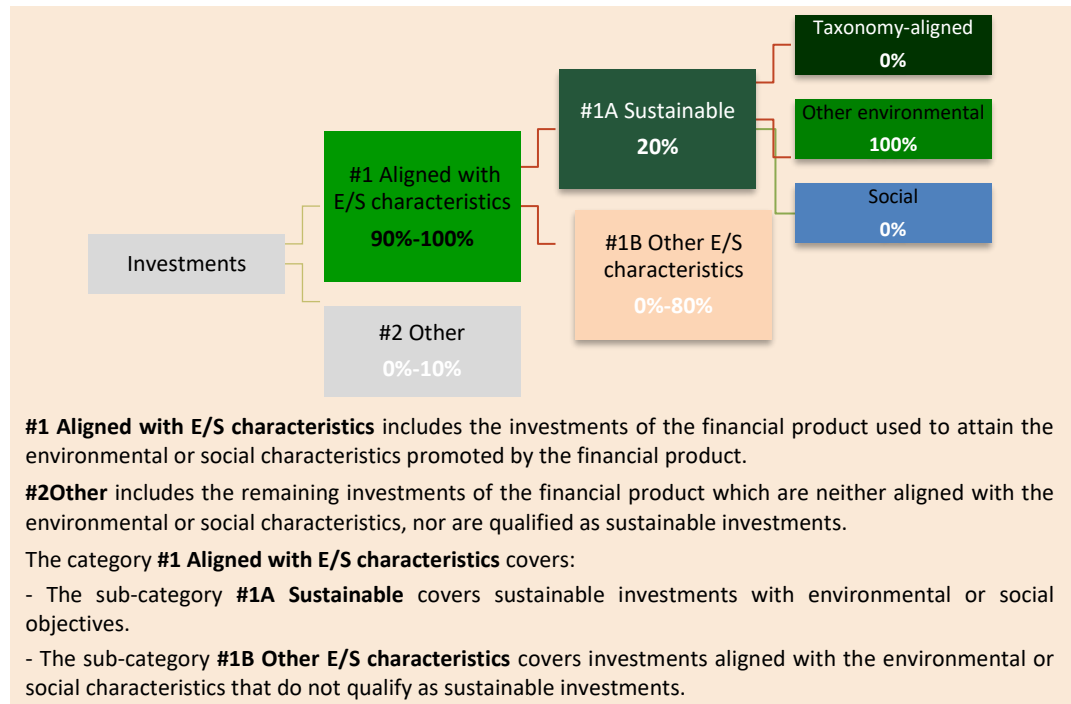 Taxonomy-aligned
0%
#1A Sustainable
20%
Other environmental
100%
#1 Aligned with
E/S characteristics
90%-100%
Social
0%
#1B Other E/S
characteristics
0%-80%
Investments
#2 Other
0%-10%
#1 Aligned with E/S characteristics includes the investments of the financial product used to attain the
environmental or social characteristics promoted by the financial product.
#2Other includes the remaining investments of the financial product which are neither aligned with the
environmental or social characteristics, nor are qualified as sustainable investments.
The category #1 Aligned with E/S characteristics covers:
- The sub-category #1A Sustainable covers sustainable investments with environmental or social
objectives.
- The sub-category #1B Other E/S characteristics covers investments aligned with the environmental or
social characteristics that do not qualify as sustainable investments.